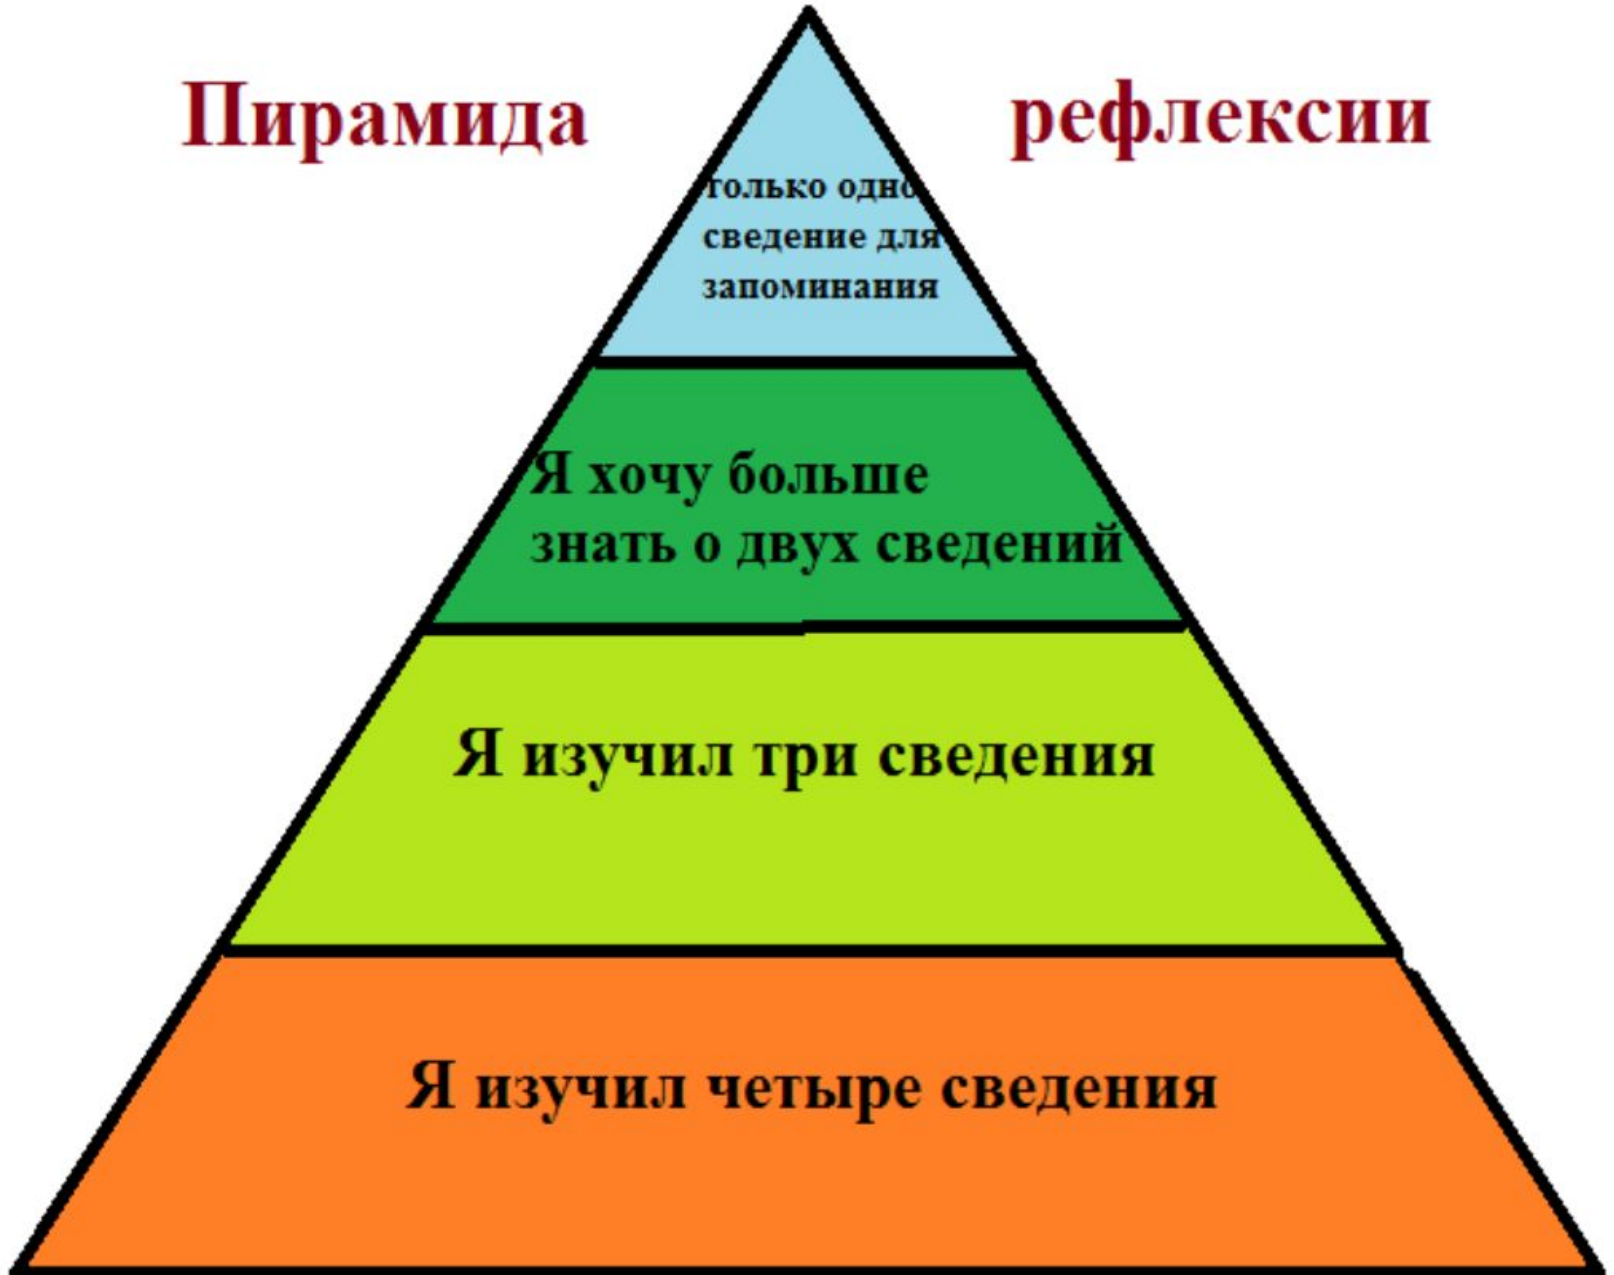 Пирамида рефлексии
только одно
сведение для
запоминания
Я хочу больше
знать о двух сведений
Я изучил три сведения
Я изучил четыре сведения